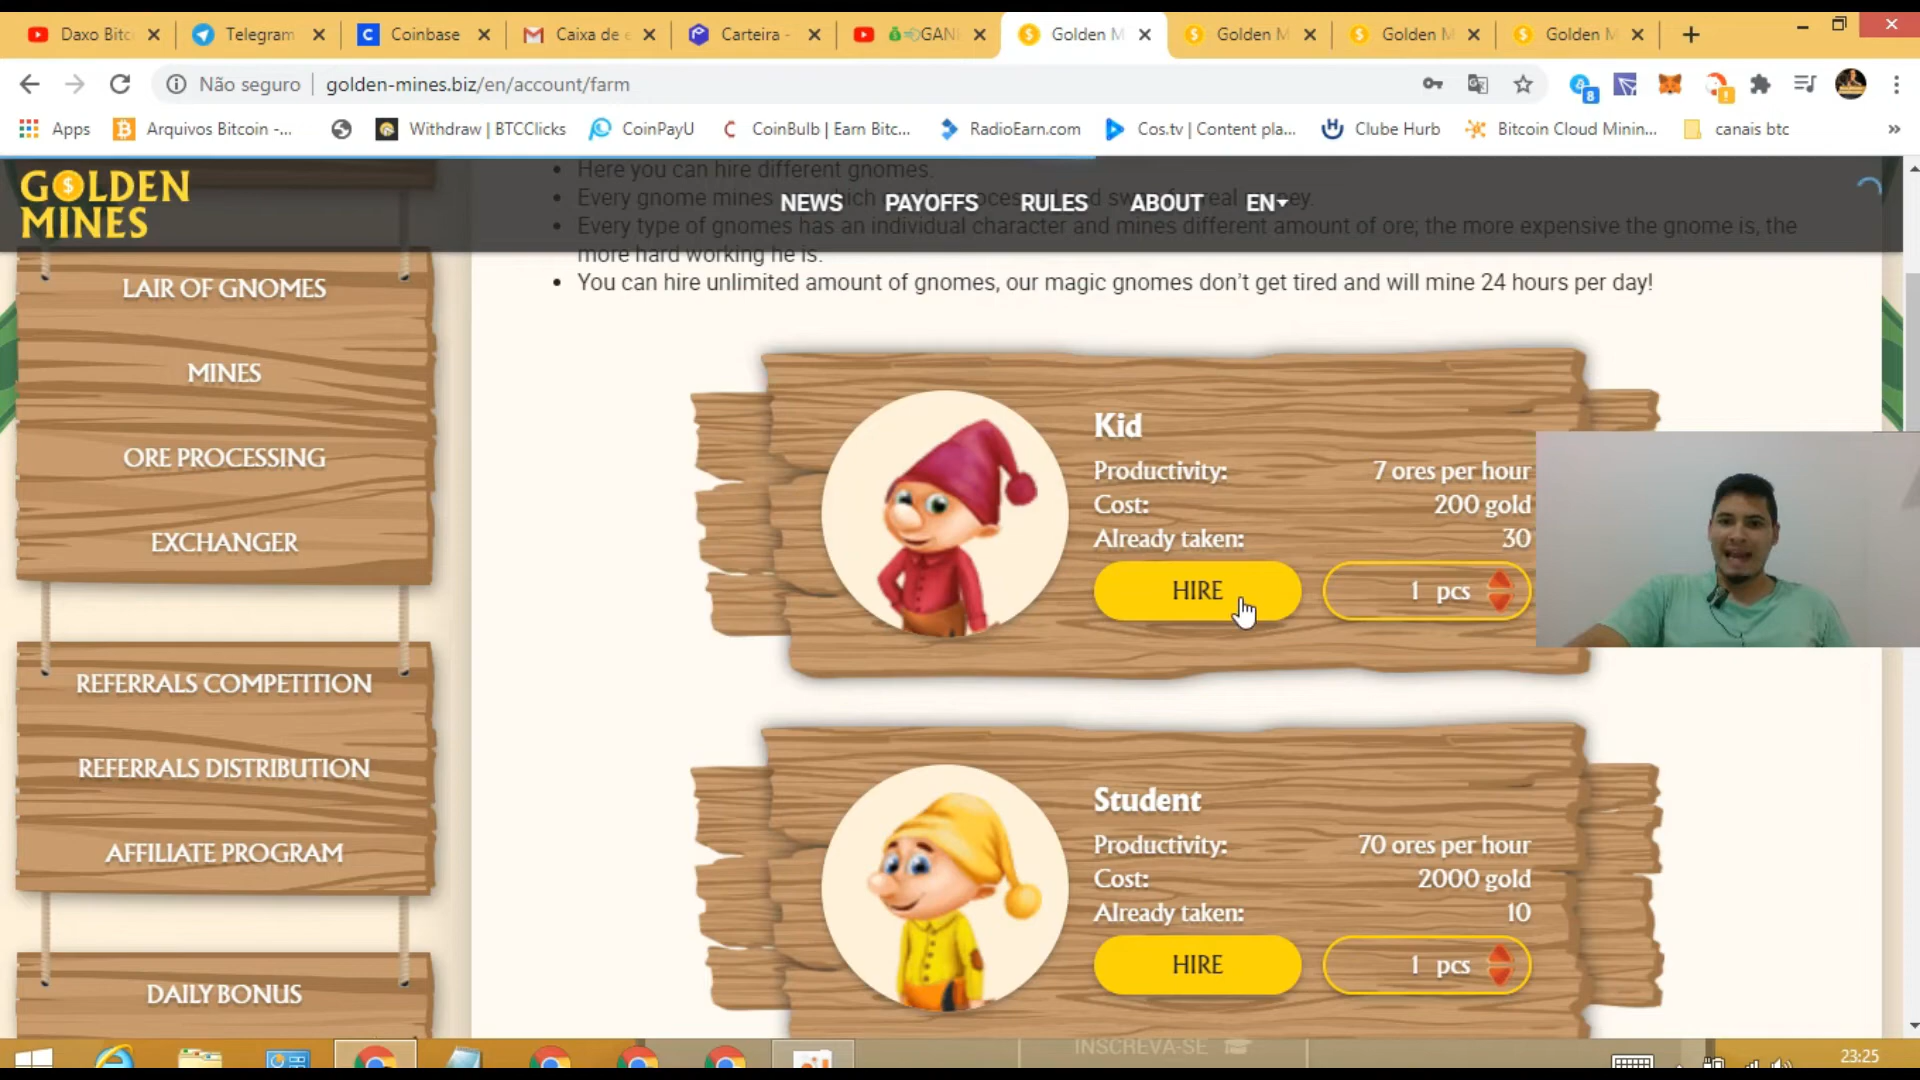 Daxo Bitc
Telegram
Coinbase
Caixa de e
Carteira -
GANI
Golden M
Golden M
Golden M
Golden M
Não seguro
golden-mines.biz/en/account/farm
8
Apps
Arquivos Bitcoin -...
Withdraw | BTCClicks
CoinPayU
CoinBulb | Earn Bitc...
RadioEarn.com
Cos.tv | Content pla...
Clube Hurb
Bitcoin Cloud Minin...
canais btc
»
GOLDEN
MINES
NEWS
PAYOFFS
RULES
ABOUT
EN
Here you can hire different gnomes.
Every gnome mines
real money.
Every type of gnomes has an individual character and mines different amount of ore; the more expensive the gnome is, the
more hard working he is.
You can hire unlimited amount of gnomes, our magic gnomes don't get tired and will mine 24 hours per day!
LAIR OF GNOMES
MINES
ORE PROCESSING
EXCHANGER
REFERRALS COMPETITION
REFERRALS DISTRIBUTION
AFFILIATE PROGRAM
DAILY BONUS
Kid
Productivity: 7 ores per hour
Cost: 200 gold
Already taken: 30
HIRE 1 pcs
Student
Productivity: 70 ores per hour
Cost: 2000 gold
Already taken: 10
HIRE 1 pcs
INSCREVA-SE
23:25